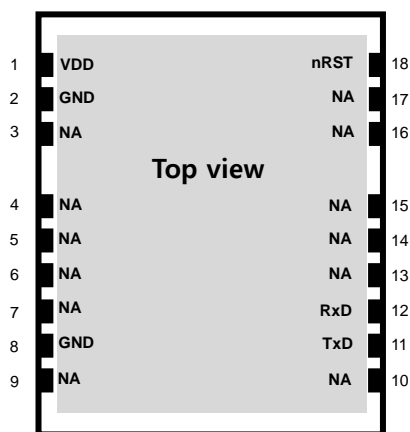 1 VDD nRST 18
2 GND NA 17
3 NA NA 16
Top view
4 NA NA 15
5 NA NA 14
6 NA NA 13
7 NA RxD 12
8 GND TxD 11
9 NA NA 10